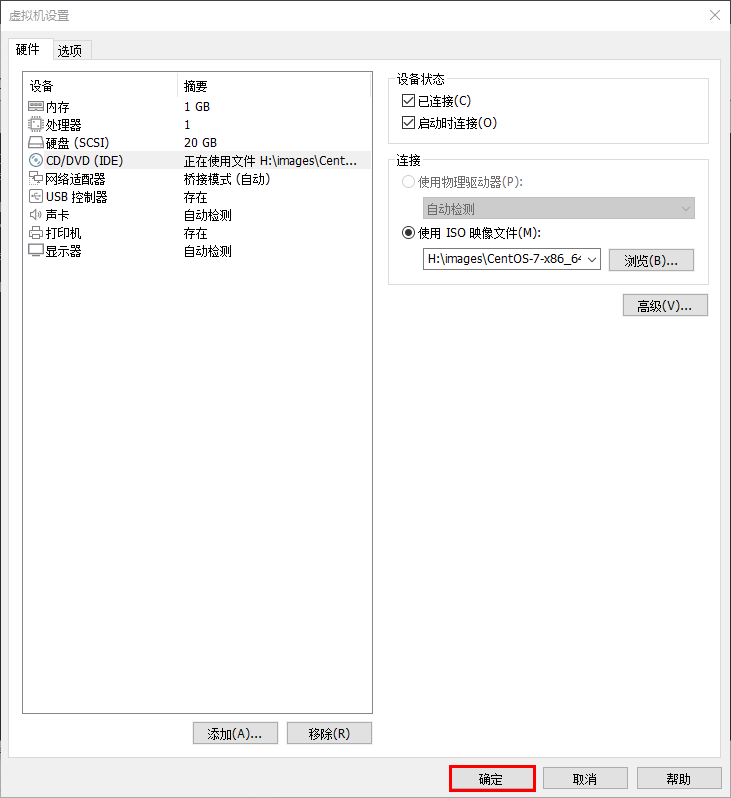 虚拟机设置
硬件 选项
设备 摘要
内存 1 GB
处理器 1
硬盘 (SCSI) 20 GB
CD/DVD (IDE) 正在使用文件 H:\images\Cent...
网络适配器 桥接模式 (自动)
USB 控制器 存在
声卡 自动检测
打印机 存在
显示器 自动检测
添加(A)... 移除(R)
设备状态
已连接(C)
启动时连接(O)
连接
使用物理驱动器(P):
自动检测
使用 ISO 映像文件(M):
H:\images\CentOS-7-x86_64 浏览(B)...
高级(V)...
确定 取消 帮助